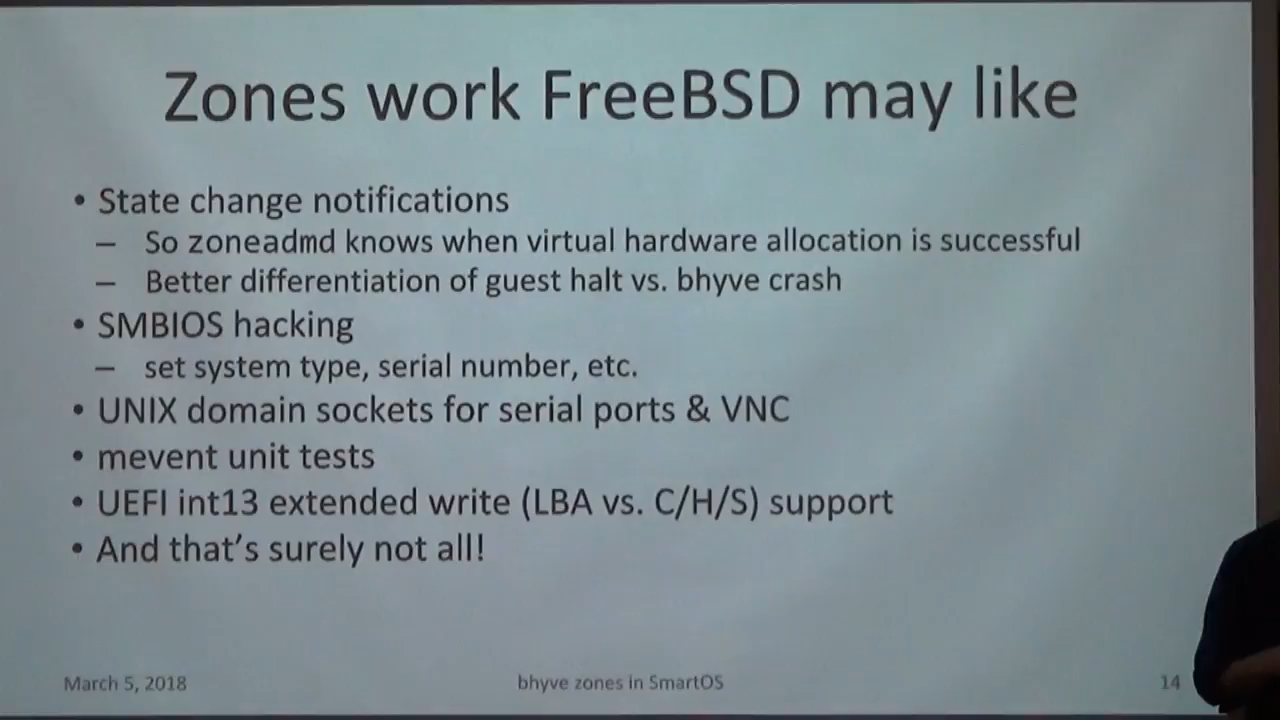 Zones work FreeBSD may like
• State change notifications
– So zoneadmd knows when virtual hardware allocation is successful
– Better differentiation of guest halt vs. bhyve crash
• SMBIOS hacking
– set system type, serial number, etc.
• UNIX domain sockets for serial ports & VNC
• mevent unit tests
• UEFI int13 extended write (LBA vs. C/H/S) support
• And that's surely not all!
March 5, 2018
bhyve zones in SmartOS
14